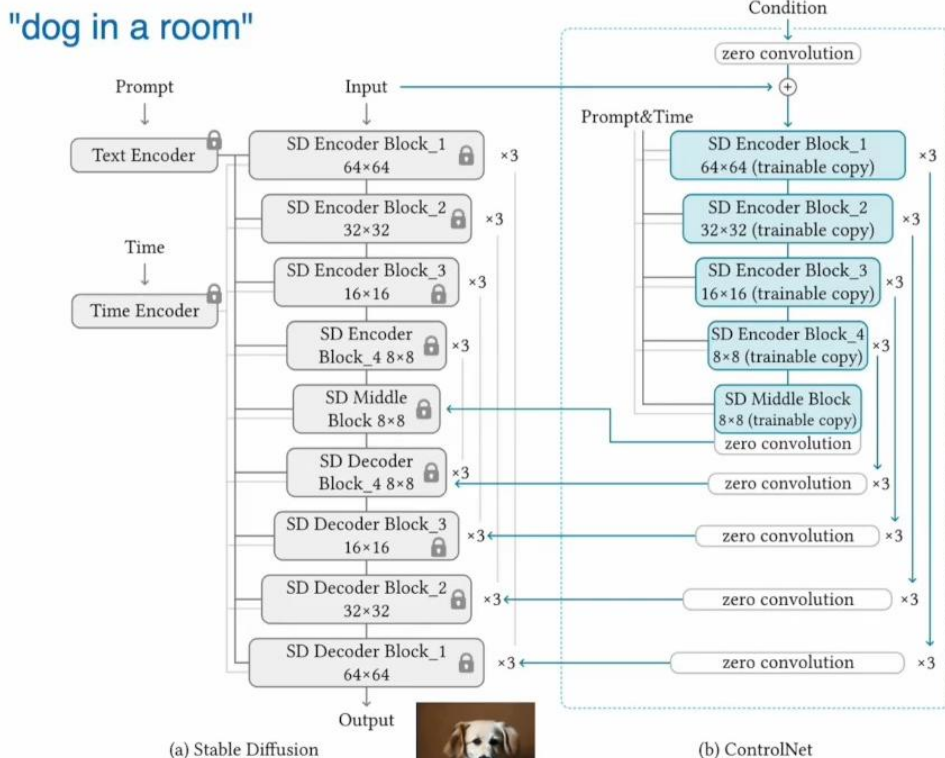 "dog in a room"
Prompt
Text Encoder
Time
Time Encoder
Input
SD Encoder Block_1
64×64
×3
SD Encoder Block_2
32×32
×3
SD Encoder Block_3
16×16
×3
SD Encoder
Block_4 8×8
×3
SD Middle
Block 8×8
SD Decoder
Block_4 8×8
×3
SD Decoder Block_3
16×16
×3
SD Decoder Block_2
32×32
×3
SD Decoder Block_1
64×64
×3
Output
(a) Stable Diffusion
Condition
zero convolution
+
Prompt&Time
SD Encoder Block_1
64×64 (trainable copy)
×3
SD Encoder Block_2
32×32 (trainable copy)
×3
SD Encoder Block_3
16×16 (trainable copy)
×3
SD Encoder Block_4
8×8 (trainable copy)
×3
SD Middle Block
8×8 (trainable copy)
zero convolution
zero convolution
×3
zero convolution
×3
zero convolution
×3
zero convolution
×3
(b) ControlNet